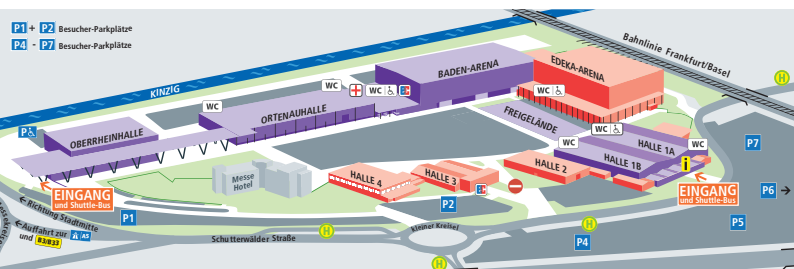 P1 + P2 Besucher-Parkplätze
P4 - P7 Besucher-Parkplätze
Bahnlinie Frankfurt/Basel
H
KINZIG
BADEN-ARENA
EDEKA-ARENA
WC
WC
WC
WC
WC
ORTENAUHALLE
FREIGELÄNDE
P
OBERRHEINHALLE
WC
WC
HALLE 1A
HALLE 1B
i
P7
Messe
Hotel
HALLE 4
HALLE 3
HALLE 2
EINGANG
und Shuttle-Bus
EINGANG
und Shuttle-Bus
P6
Richtung Stadtmitte
P1
P2
P5
Auffahrt zur A5
und B3/B33
Schutterwälder Straße
H
kleiner Kreisel
H
P4
H